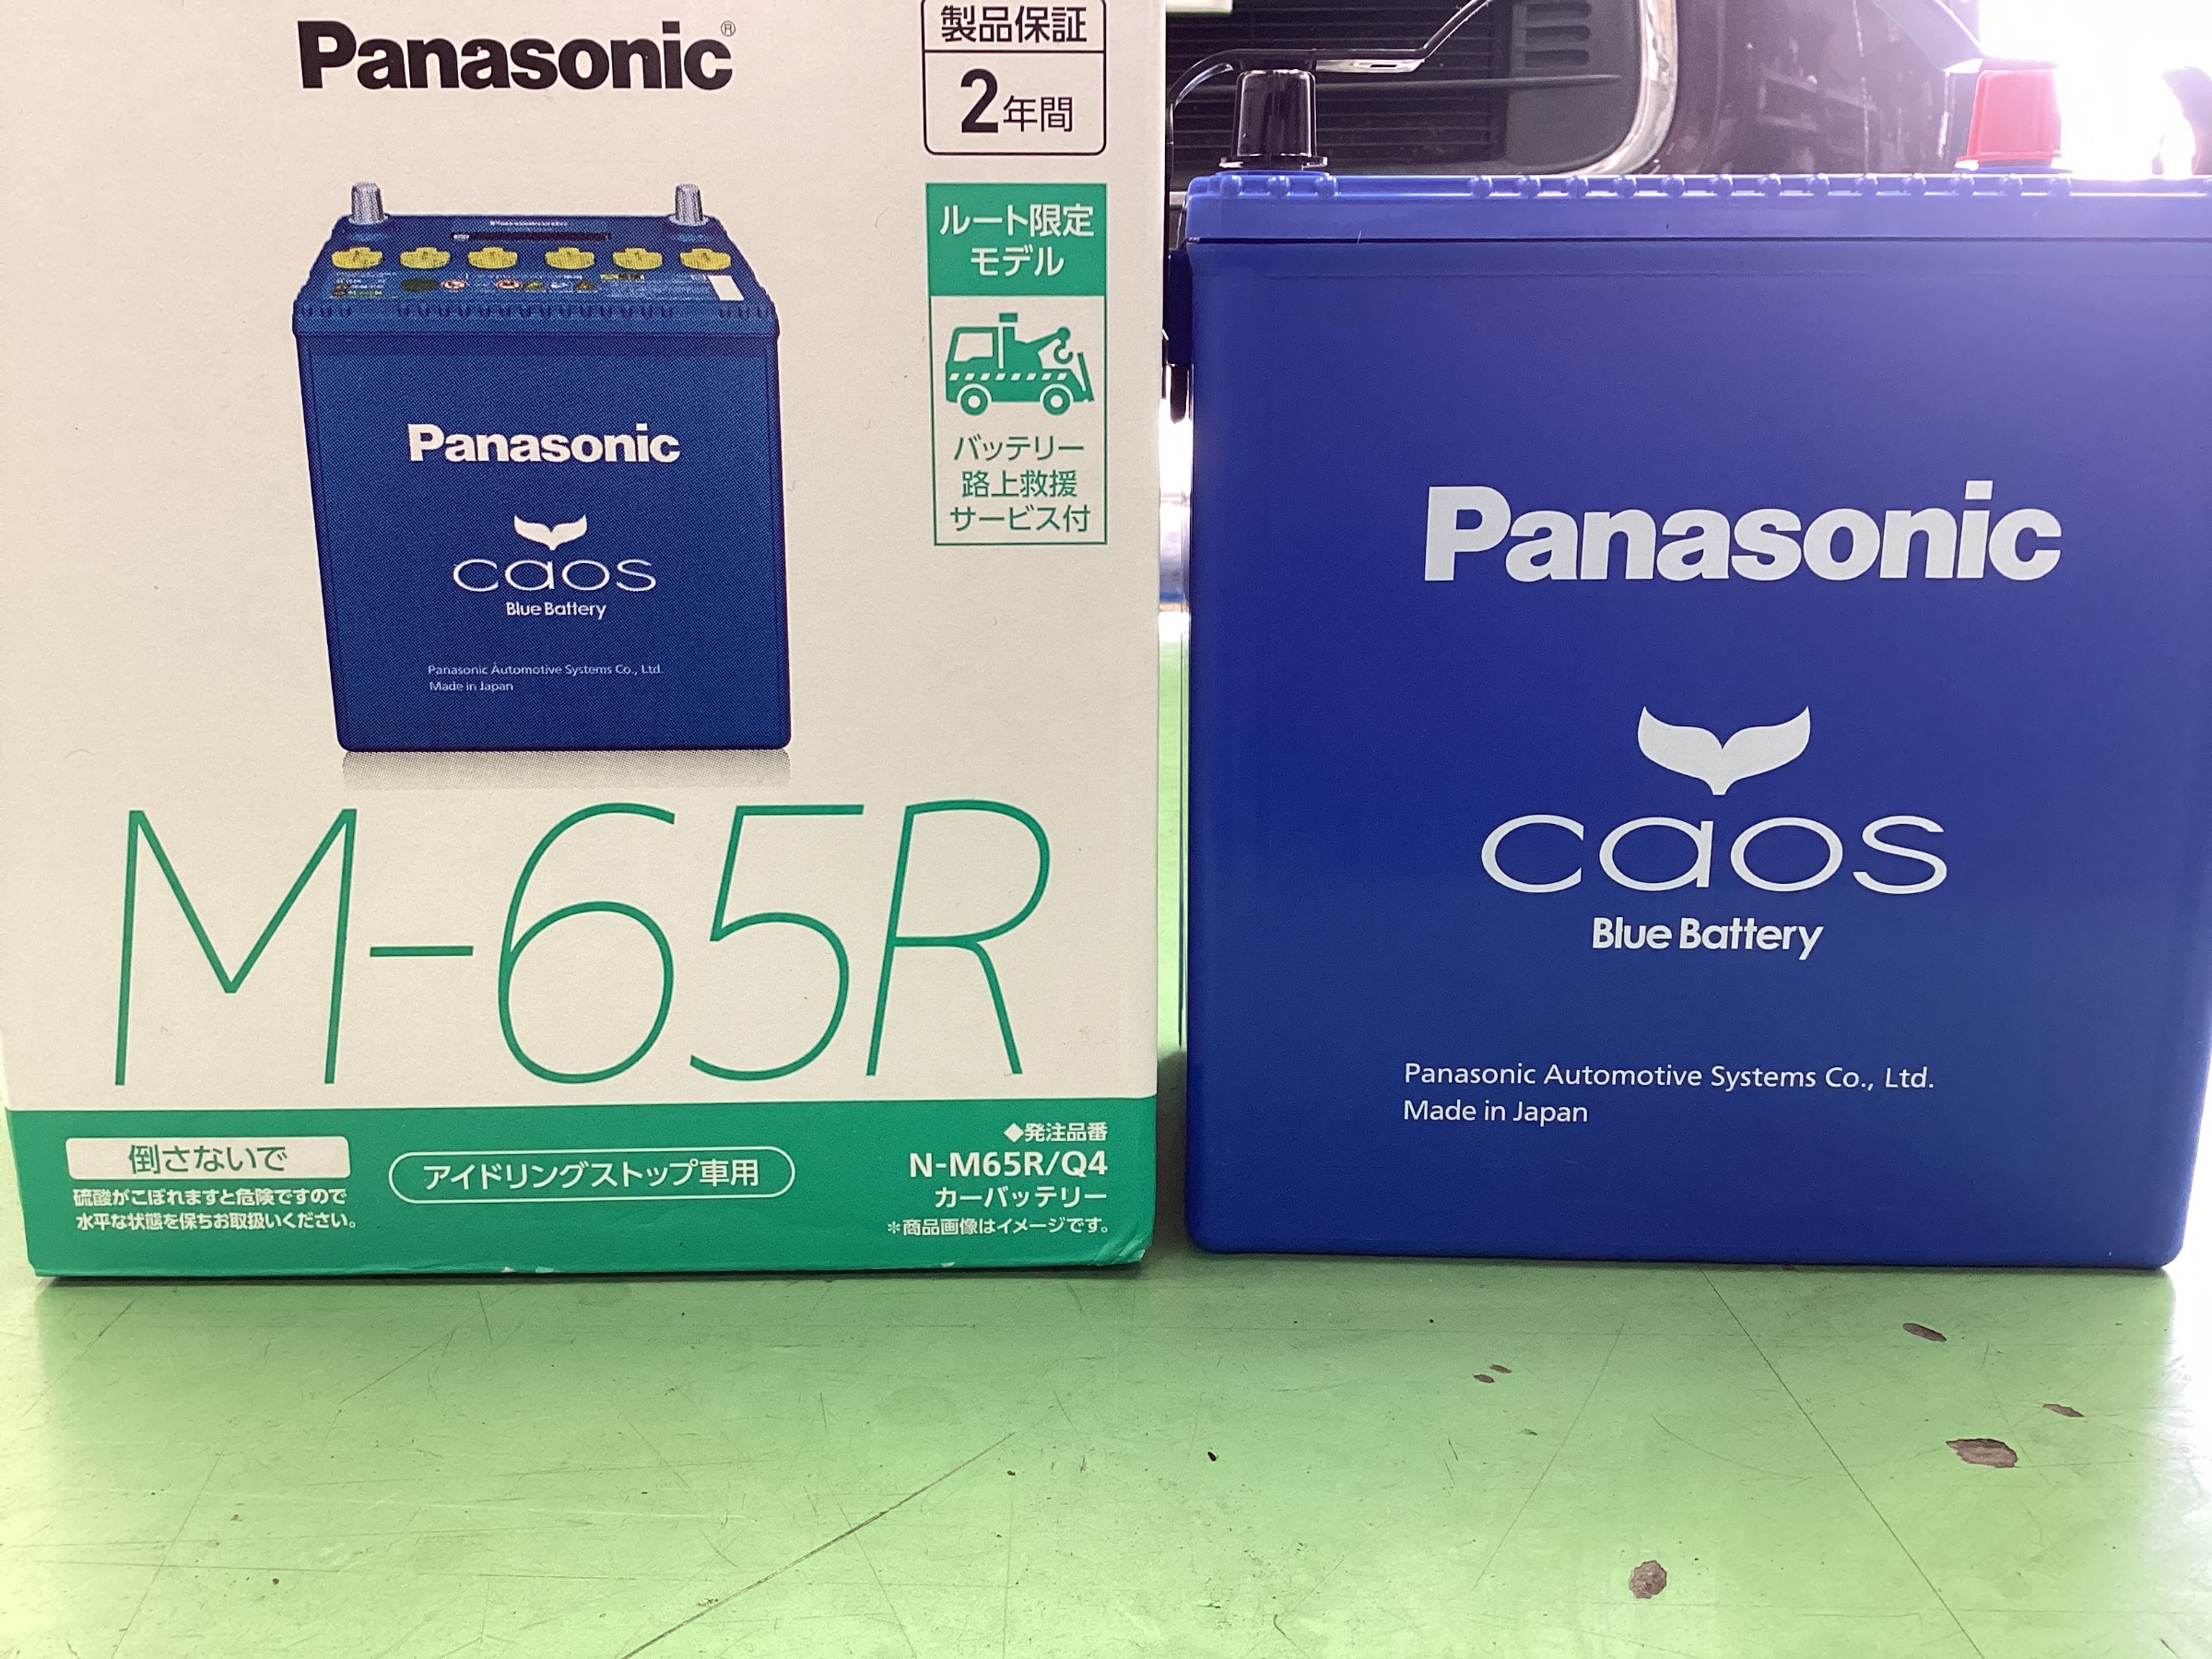 Panasonic®
製品保証
2年間
ルート限定
モデル
バッテリー
路上救援
サービス付
Panasonic
caos
Blue Battery
Panasonic Automotive Systems Co., Ltd.
Made in Japan
M-65R
倒さないで
硫酸がこぼれますと危険ですので
水平な状態を保ちお取扱いください。
アイドリングストップ車用
◆発注品番
N-M65R/Q4
カーバッテリー
*商品画像はイメージです。
Panasonic
caos
Blue Battery
Panasonic Automotive Systems Co., Ltd.
Made in Japan